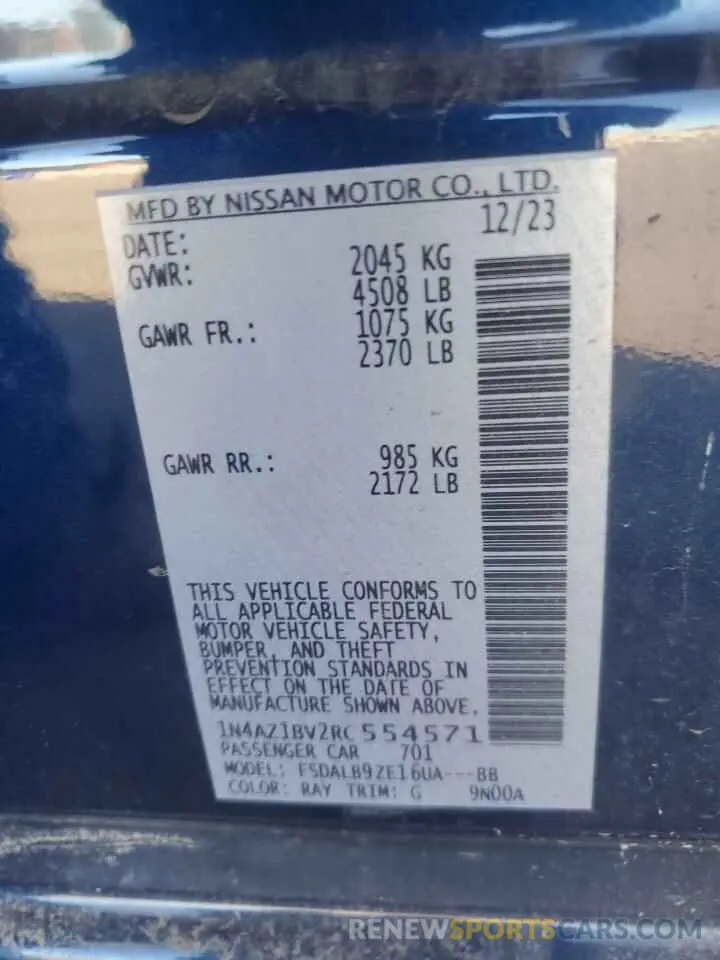 MFD BY NISSAN MOTOR CO., LTD.
DATE: 12/23
GVWR: 2045 KG
4508 LB
GAWR FR.: 1075 KG
2370 LB
GAWR RR.: 985 KG
2172 LB
THIS VEHICLE CONFORMS TO
ALL APPLICABLE FEDERAL
MOTOR VEHICLE SAFETY,
BUMPER, AND THEFT
PREVENTION STANDARDS IN
EFFECT ON THE DATE OF
MANUFACTURE SHOWN ABOVE.
1N4AZ1BV2RC554571
PASSENGER CAR 701
MODEL: FSDALB9ZE16UA---BB
COLOR: RAY TRIM: G 9N00A
WWW.NEWSPORTSCARS.COM